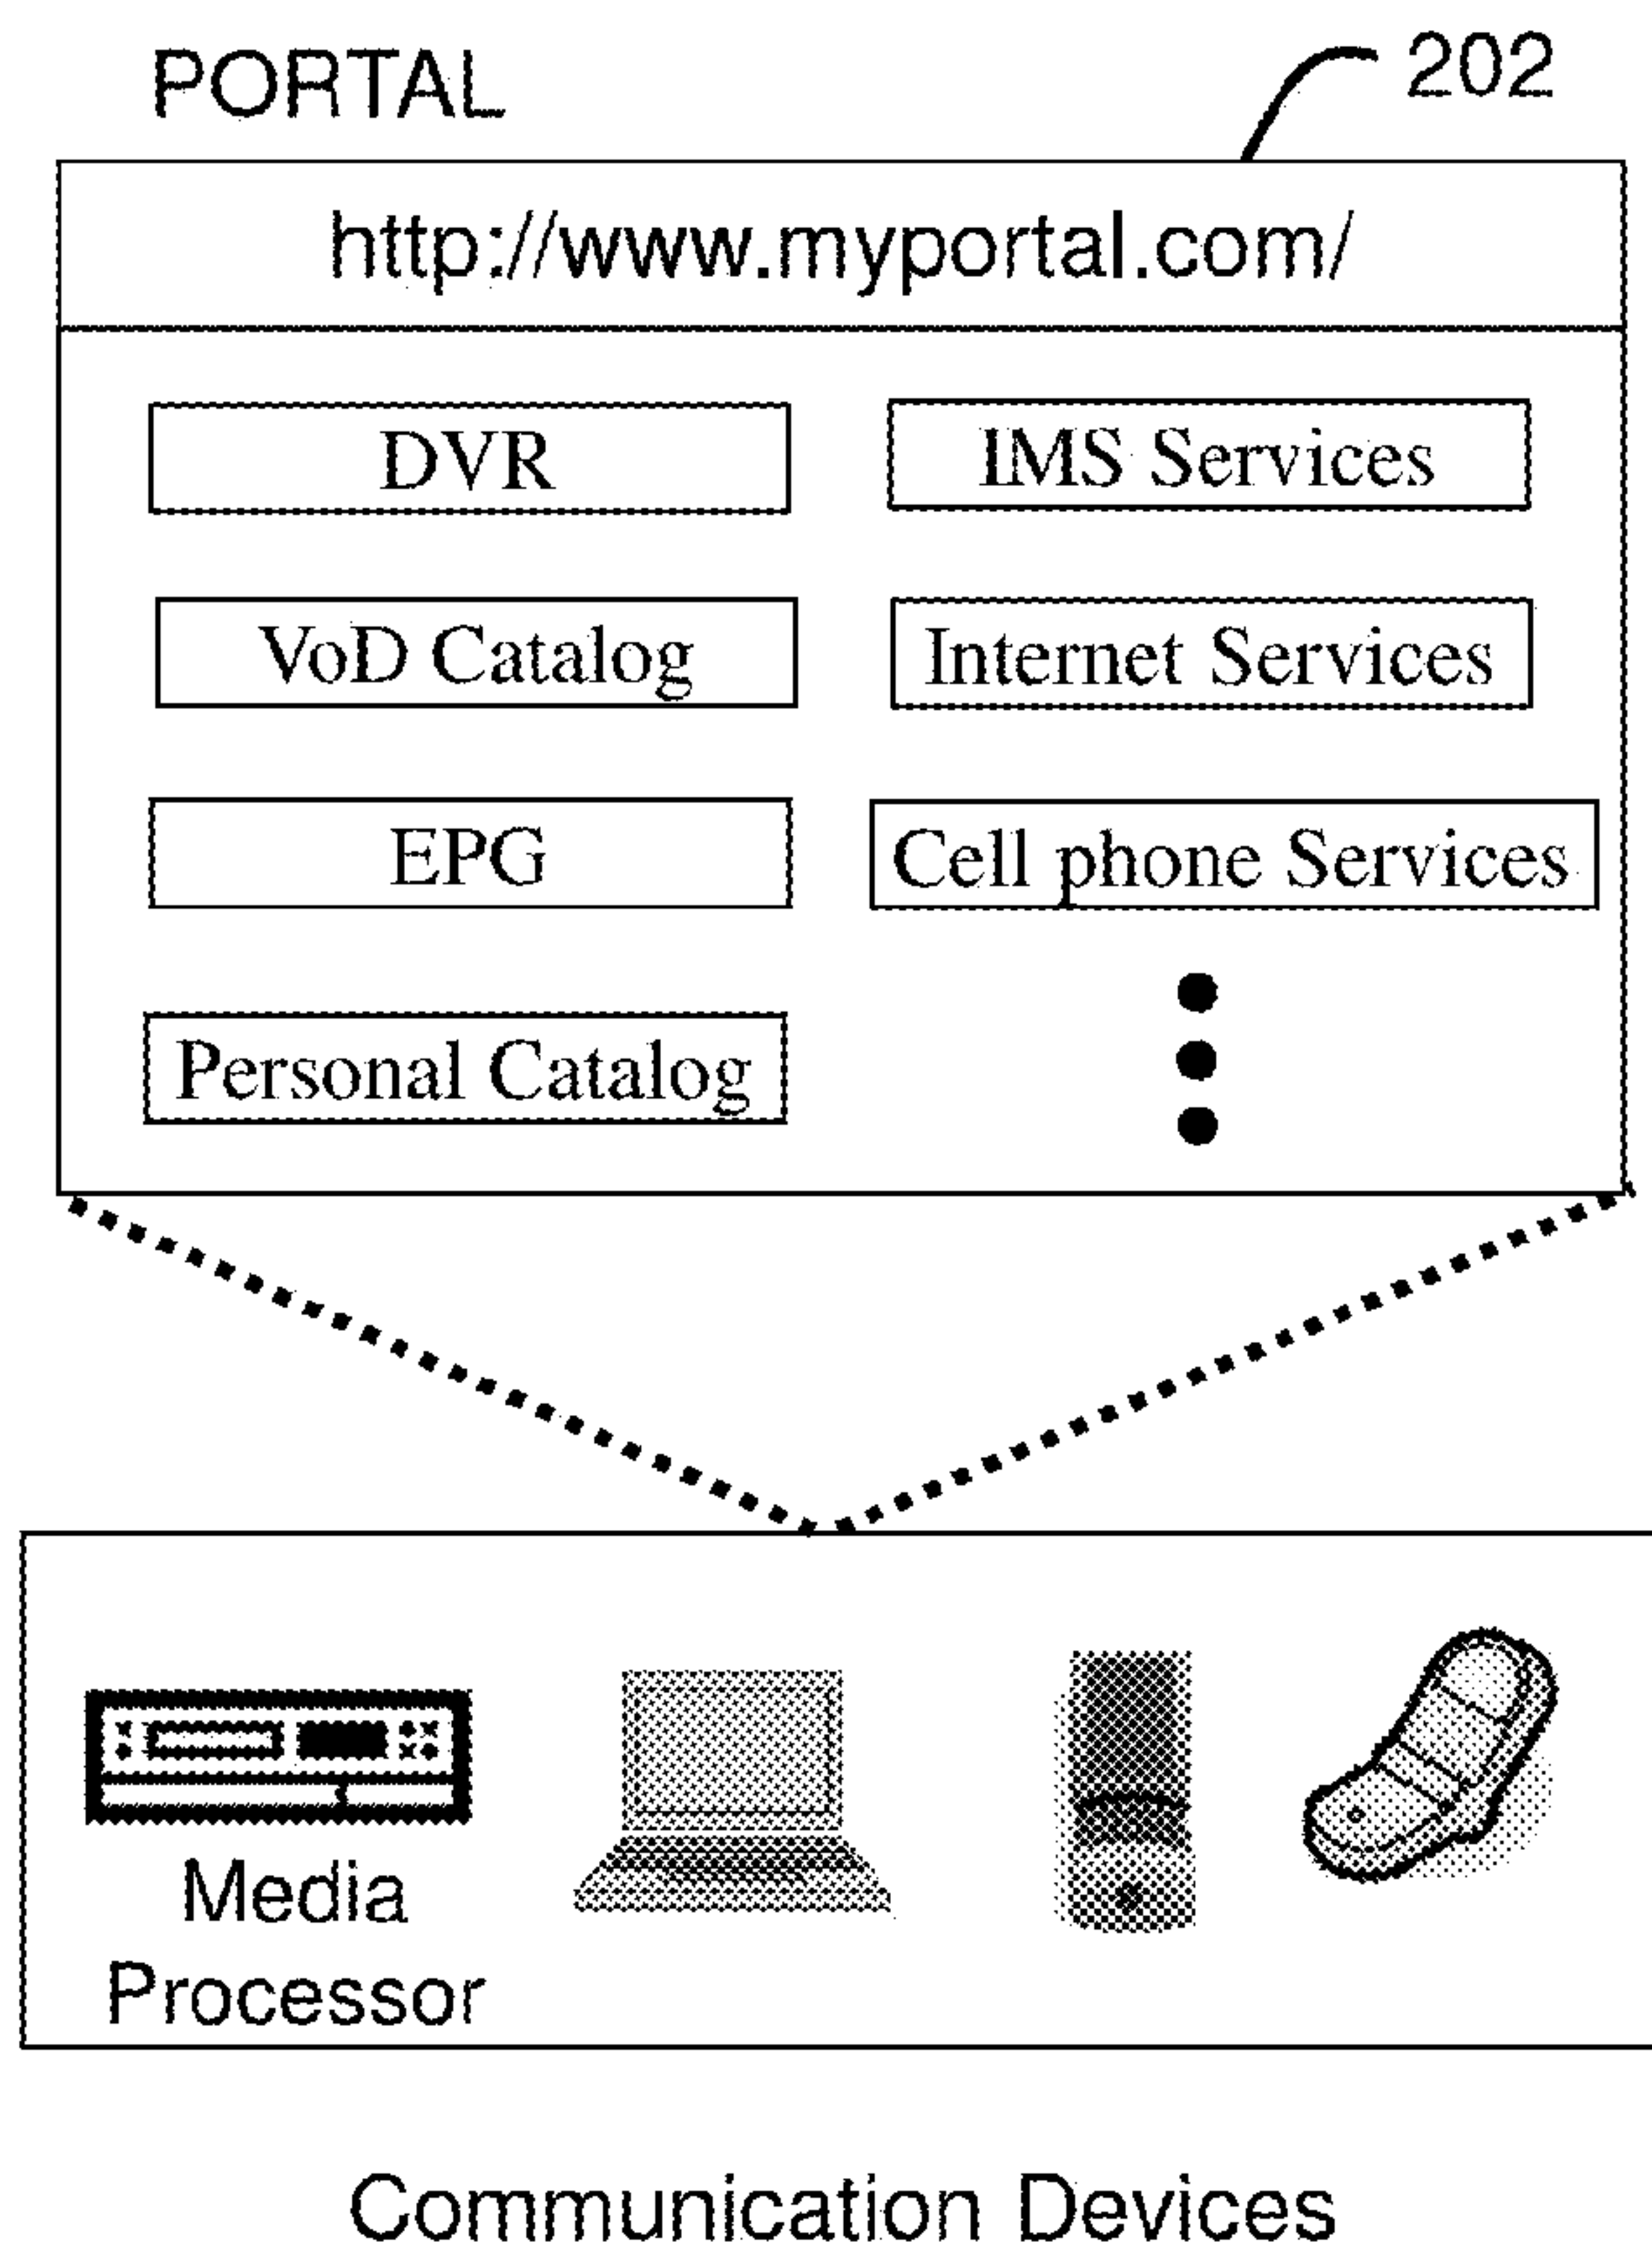 PORTAL
202
http://www.myportal.com/
DVR
IMS Services
VoD Catalog
Internet Services
EPG
Cell phone Services
Personal Catalog
Media
Processor
Communication Devices